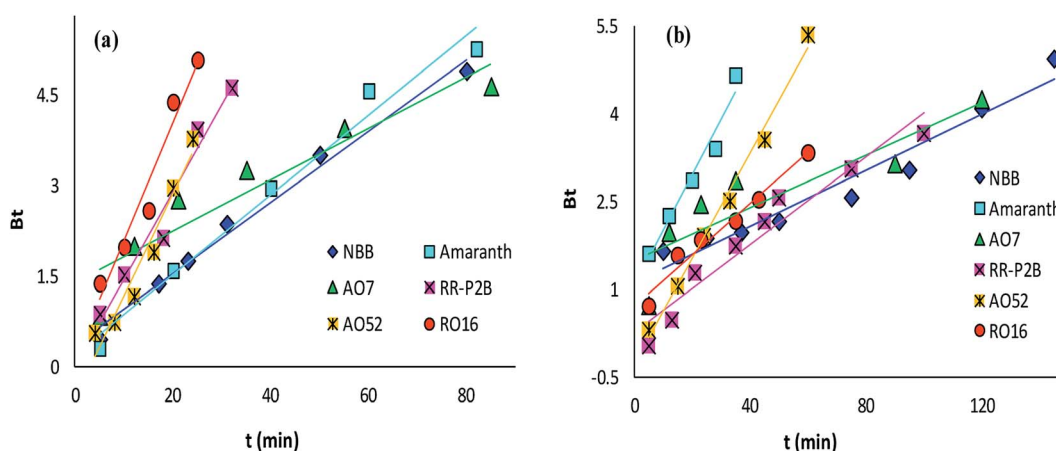 (a)
Bt
4.5
3
1.5
0
0 20 40 60 80
t (min)
NBB Amaranth
AO7 RR-P2B
AO52 RO16
(b)
Bt
5.5
4
2.5
1
-0.5
0 40 80 120
t (min)
NBB
Amaranth
AO7
RR-P2B
AO52
RO16